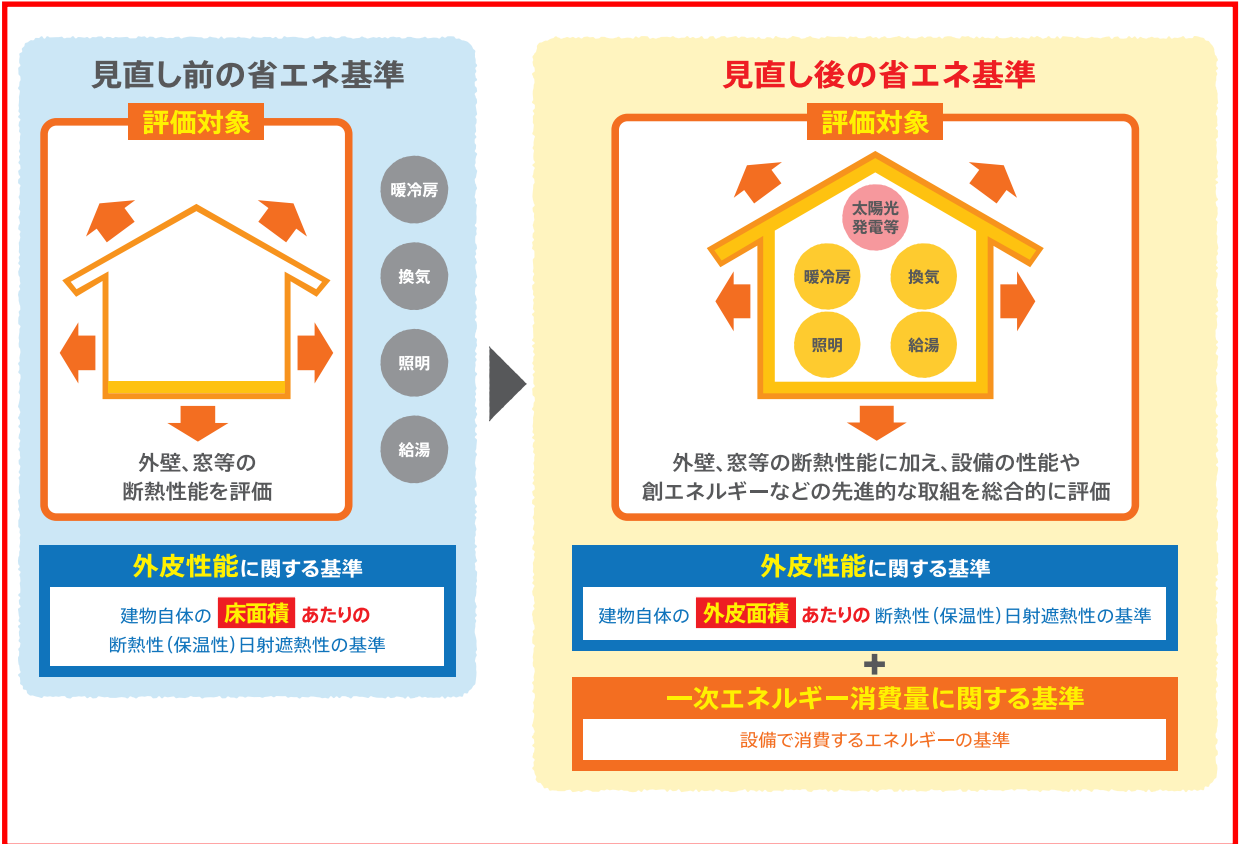 見直し前の省エネ基準
評価対象
暖冷房
換気
照明
給湯
外壁、窓等の
断熱性能を評価
外皮性能に関する基準
建物自体の 床面積 あたりの
断熱性(保温性)日射遮熱性の基準
見直し後の省エネ基準
評価対象
太陽光
発電等
暖冷房
換気
照明
給湯
外壁、窓等の断熱性能に加え、設備の性能や
創エネルギーなどの先進的な取組を総合的に評価
外皮性能に関する基準
建物自体の 外皮面積 あたりの 断熱性(保温性)日射遮熱性の基準
+
一次エネルギー消費量に関する基準
設備で消費するエネルギーの基準